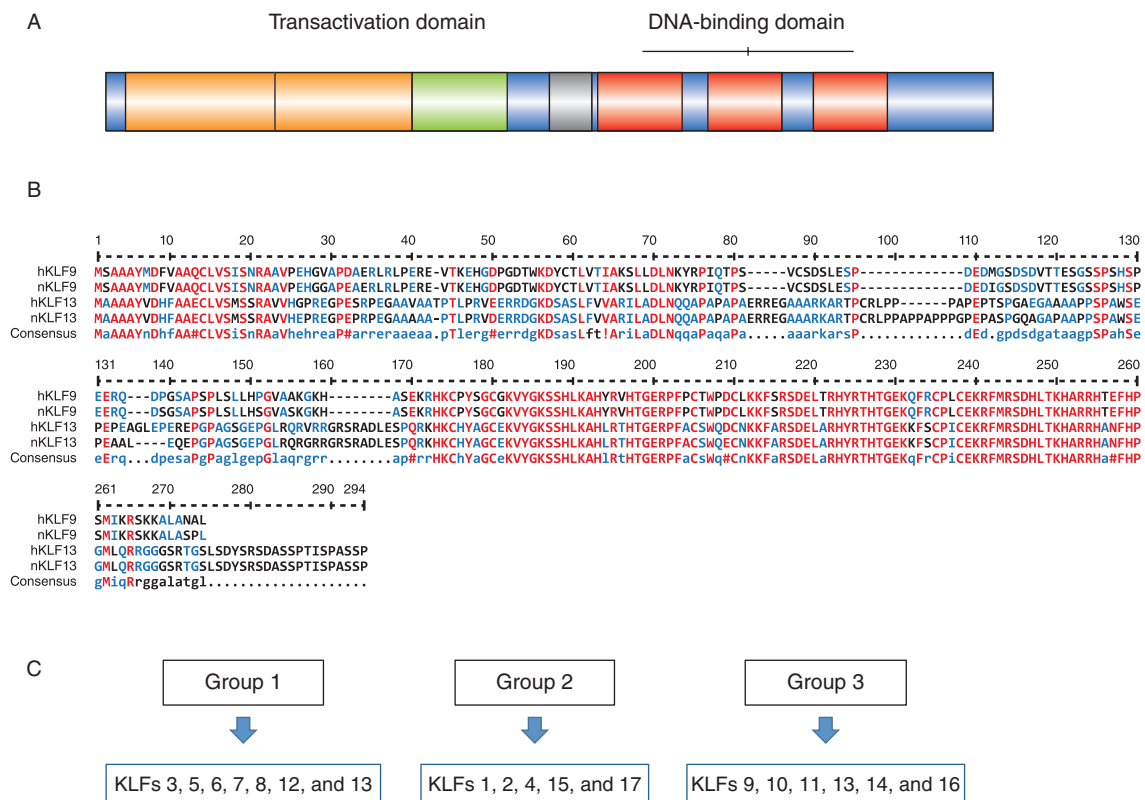 A
Transactivation domain DNA-binding domain
B
1 10 20 30 40 50 60 70 80 90 100 110 120 130
hKLF9 MSAAAYMDFVAAQCLVSISNRAAVPEHGVAPDAERLRLPERE-VTKEHGDPGDTWKDYCTLVTIAKSLLDLNKYRPIQTPS-----VCSDSLESP----------DEDMGSDSDVTTESGSSPSHSP
nKLF9 MSAAAYMDFVAAQCLVSISNRAAVPEHGGAPDAERLRLPERE-VTKEHGDPGDTWKDYCTLVTIAKSLLDLNKYRPIQTPS-----VCSDSLESP----------DEDIGSDSDVTTESGSSPSHSP
hKLF13 MAAAAYVDHFAAECLVSMSSRAVVHGPREGPESRPEGAAVAATPTLPRVEERRDGKDSASLFVVARILADLNQQAPAPAPAERREGAAARKARTPCRLPP------PAPEPTSPGAEGAAAAPPSPAWSE
nKLF13 MAAAAYVDHFAAECLVSMSSRAVVHGPREGPESRPEGAAAAA-PTLPRVDERRDGKDSASLFVVARILADLNQQAPAPAPAERREGAAARKARTPCRLPPAPPAPPPGPEPASPGQAGAPAAPPSPAWSE
Consensus MaAAAYnDhfAA#CLVSiSNRAaVhehreaP#arreraaeaa.pTlerg#errdgKDsasLft!ArilaDLNqqaPaqaPa.....aaarkarsP..........dEd.gpdsdgataagpSPahSe
131 140 150 160 170 180 190 200 210 220 230 240 250 260
hKLF9 EERQ---DPGSAPSPLSLLHPGVAAKGKH--------ASEKRHKCPYSGCGKVYGKSSHLKAHYRVHTGERPFPCTWPDCLKKFSRSDELTRHYRTHTGEKQFRCPLCEKRFMRSDHLTKHARRHTEFHP
nKLF9 EERQ---DSGSAPSPLSLLHSGVASKGKH--------ASEKRHKCPYSGCGKVYGKSSHLKAHYRVHTGERPFPCTWPDCLKKFSRSDELTRHYRTHTGEKQFRCPLCEKRFMRSDHLTKHARRHTEFHP
hKLF13 PEPEAGLEPEREPGPAGSGEPGLRQRVRRGRSRADLESPQRKHKCHYAGCEKVYGKSSHLKAHLRTHTGERPFACSWQDCNKKFARSDELARHYRTHTGEKKFSCPICEKRFMRSDHLTKHARRHANFHP
nKLF13 PEAAL----EQEPGPAGSGEPGLRQRGRRGRSRADLESPQRKHKCHYAGCEKVYGKSSHLKAHLRTHTGERPFACSWQDCNKKFARSDELARHYRTHTGEKKFSCPICEKRFMRSDHLTKHARRHANFHP
Consensus eErq...dpesaPgPaglgepGlaqrgrr........ap#rrHKChYaGCeKVYGKSSHLKAHlRtHTGERPFaCsWq#CnKKFaRSDELaRHYRTHTGEKqFrCPiCEKRFMRSDHLTKHARRHa#FHP
261 270 280 290 294
hKLF9 SMIKRSKKALANAL
nKLF9 SMIKRSKKALASPL
hKLF13 GMLQRRGGGSRTGSLSDYSRSDASSPTISPASSP
nKLF13 GMLQRRGGGSRTGSLSDYSRSDASSPTISPASSP
Consensus gMiqRrggalatgl....................
C
Group 1 Group 2 Group 3
KLFs 3, 5, 6, 7, 8, 12, and 13 KLFs 1, 2, 4, 15, and 17 KLFs 9, 10, 11, 13, 14, and 16